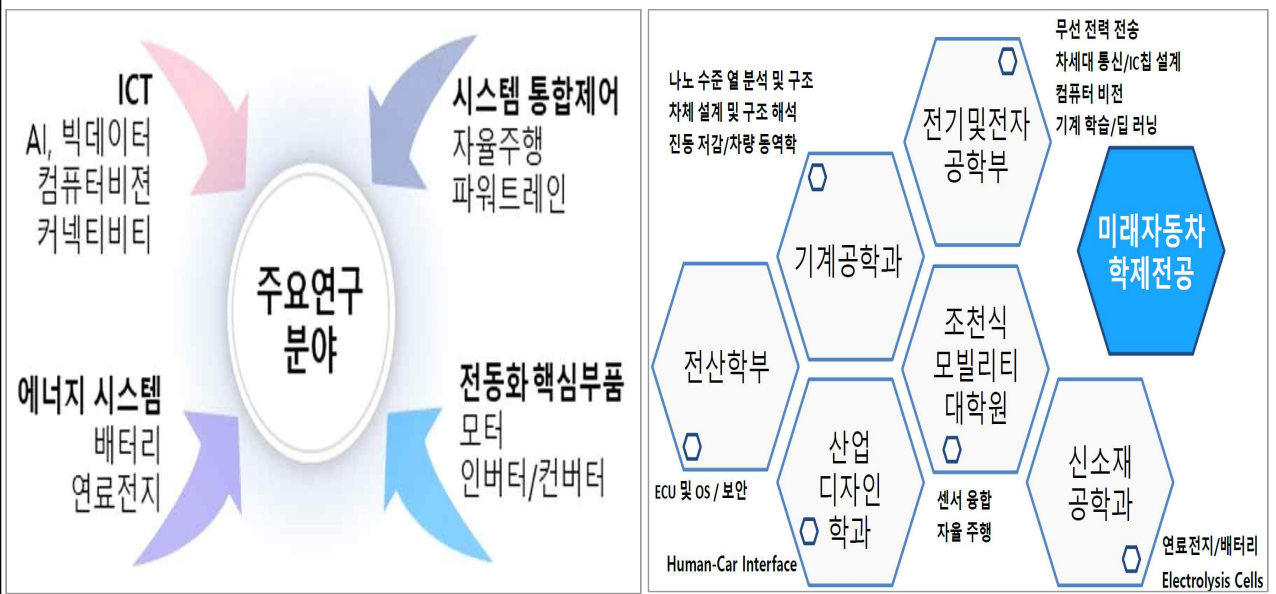 ICT
AI, 빅데이터
컴퓨터비젼
커넥티비티
시스템 통합제어
자율주행
파워트레인
주요연구
분야
에너지 시스템
배터리
연료전지
전동화 핵심부품
모터
인버터/컨버터
나노 수준 열 분석 및 구조
차체 설계 및 구조 해석
진동 저감/차량 동역학
무선 전력 전송
차세대 통신/IC칩 설계
컴퓨터 비전
기계 학습/딥 러닝
전기및전자
공학부
미래자동차
학제전공
기계공학과
전산학부
조천식
모빌리티
대학원
산업
디자인
학과
신소재
공학과
ECU 및 OS / 보안
센서 융합
자율 주행
Human-Car Interface
연료전지/배터리
Electrolysis Cells